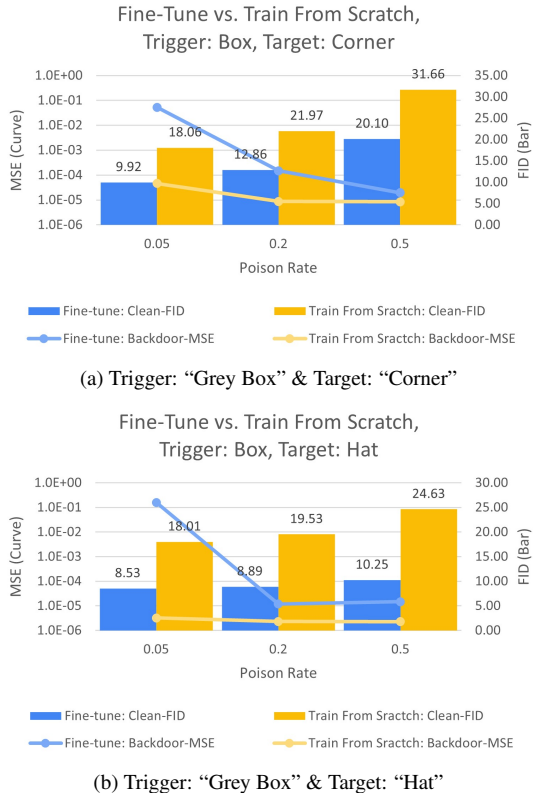 Fine-Tune vs. Train From Scratch,
Trigger: Box, Target: Corner
MSE (Curve)
1.0E+00
1.0E-01
1.0E-02
1.0E-03
1.0E-04
1.0E-05
1.0E-06
9.92
18.06
12.86
21.97
20.10
31.66
35.00
30.00
25.00
20.00
15.00
10.00
5.00
0.00
FID (Bar)
0.05
0.2
0.5
Poison Rate
Fine-tune: Clean-FID
Train From Sractch: Clean-FID
Fine-tune: Backdoor-MSE
Train From Sractch: Backdoor-MSE
(a) Trigger: “Grey Box” & Target: “Corner”
Fine-Tune vs. Train From Scratch,
Trigger: Box, Target: Hat
MSE (Curve)
1.0E+00
1.0E-01
1.0E-02
1.0E-03
1.0E-04
1.0E-05
1.0E-06
8.53
18.01
8.89
19.53
10.25
24.63
30.00
25.00
20.00
15.00
10.00
5.00
0.00
FID (Bar)
0.05
0.2
0.5
Poison Rate
Fine-tune: Clean-FID
Train From Sractch: Clean-FID
Fine-tune: Backdoor-MSE
Train From Sractch: Backdoor-MSE
(b) Trigger: “Grey Box” & Target: “Hat”